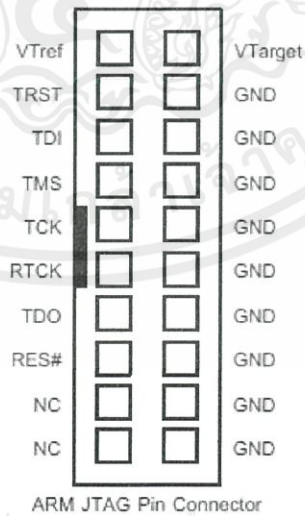 VTref VTarget
TRST GND
TDI GND
TMS GND
TCK GND
RTCK GND
TDO GND
RES# GND
NC GND
NC GND
ARM JTAG Pin Connector